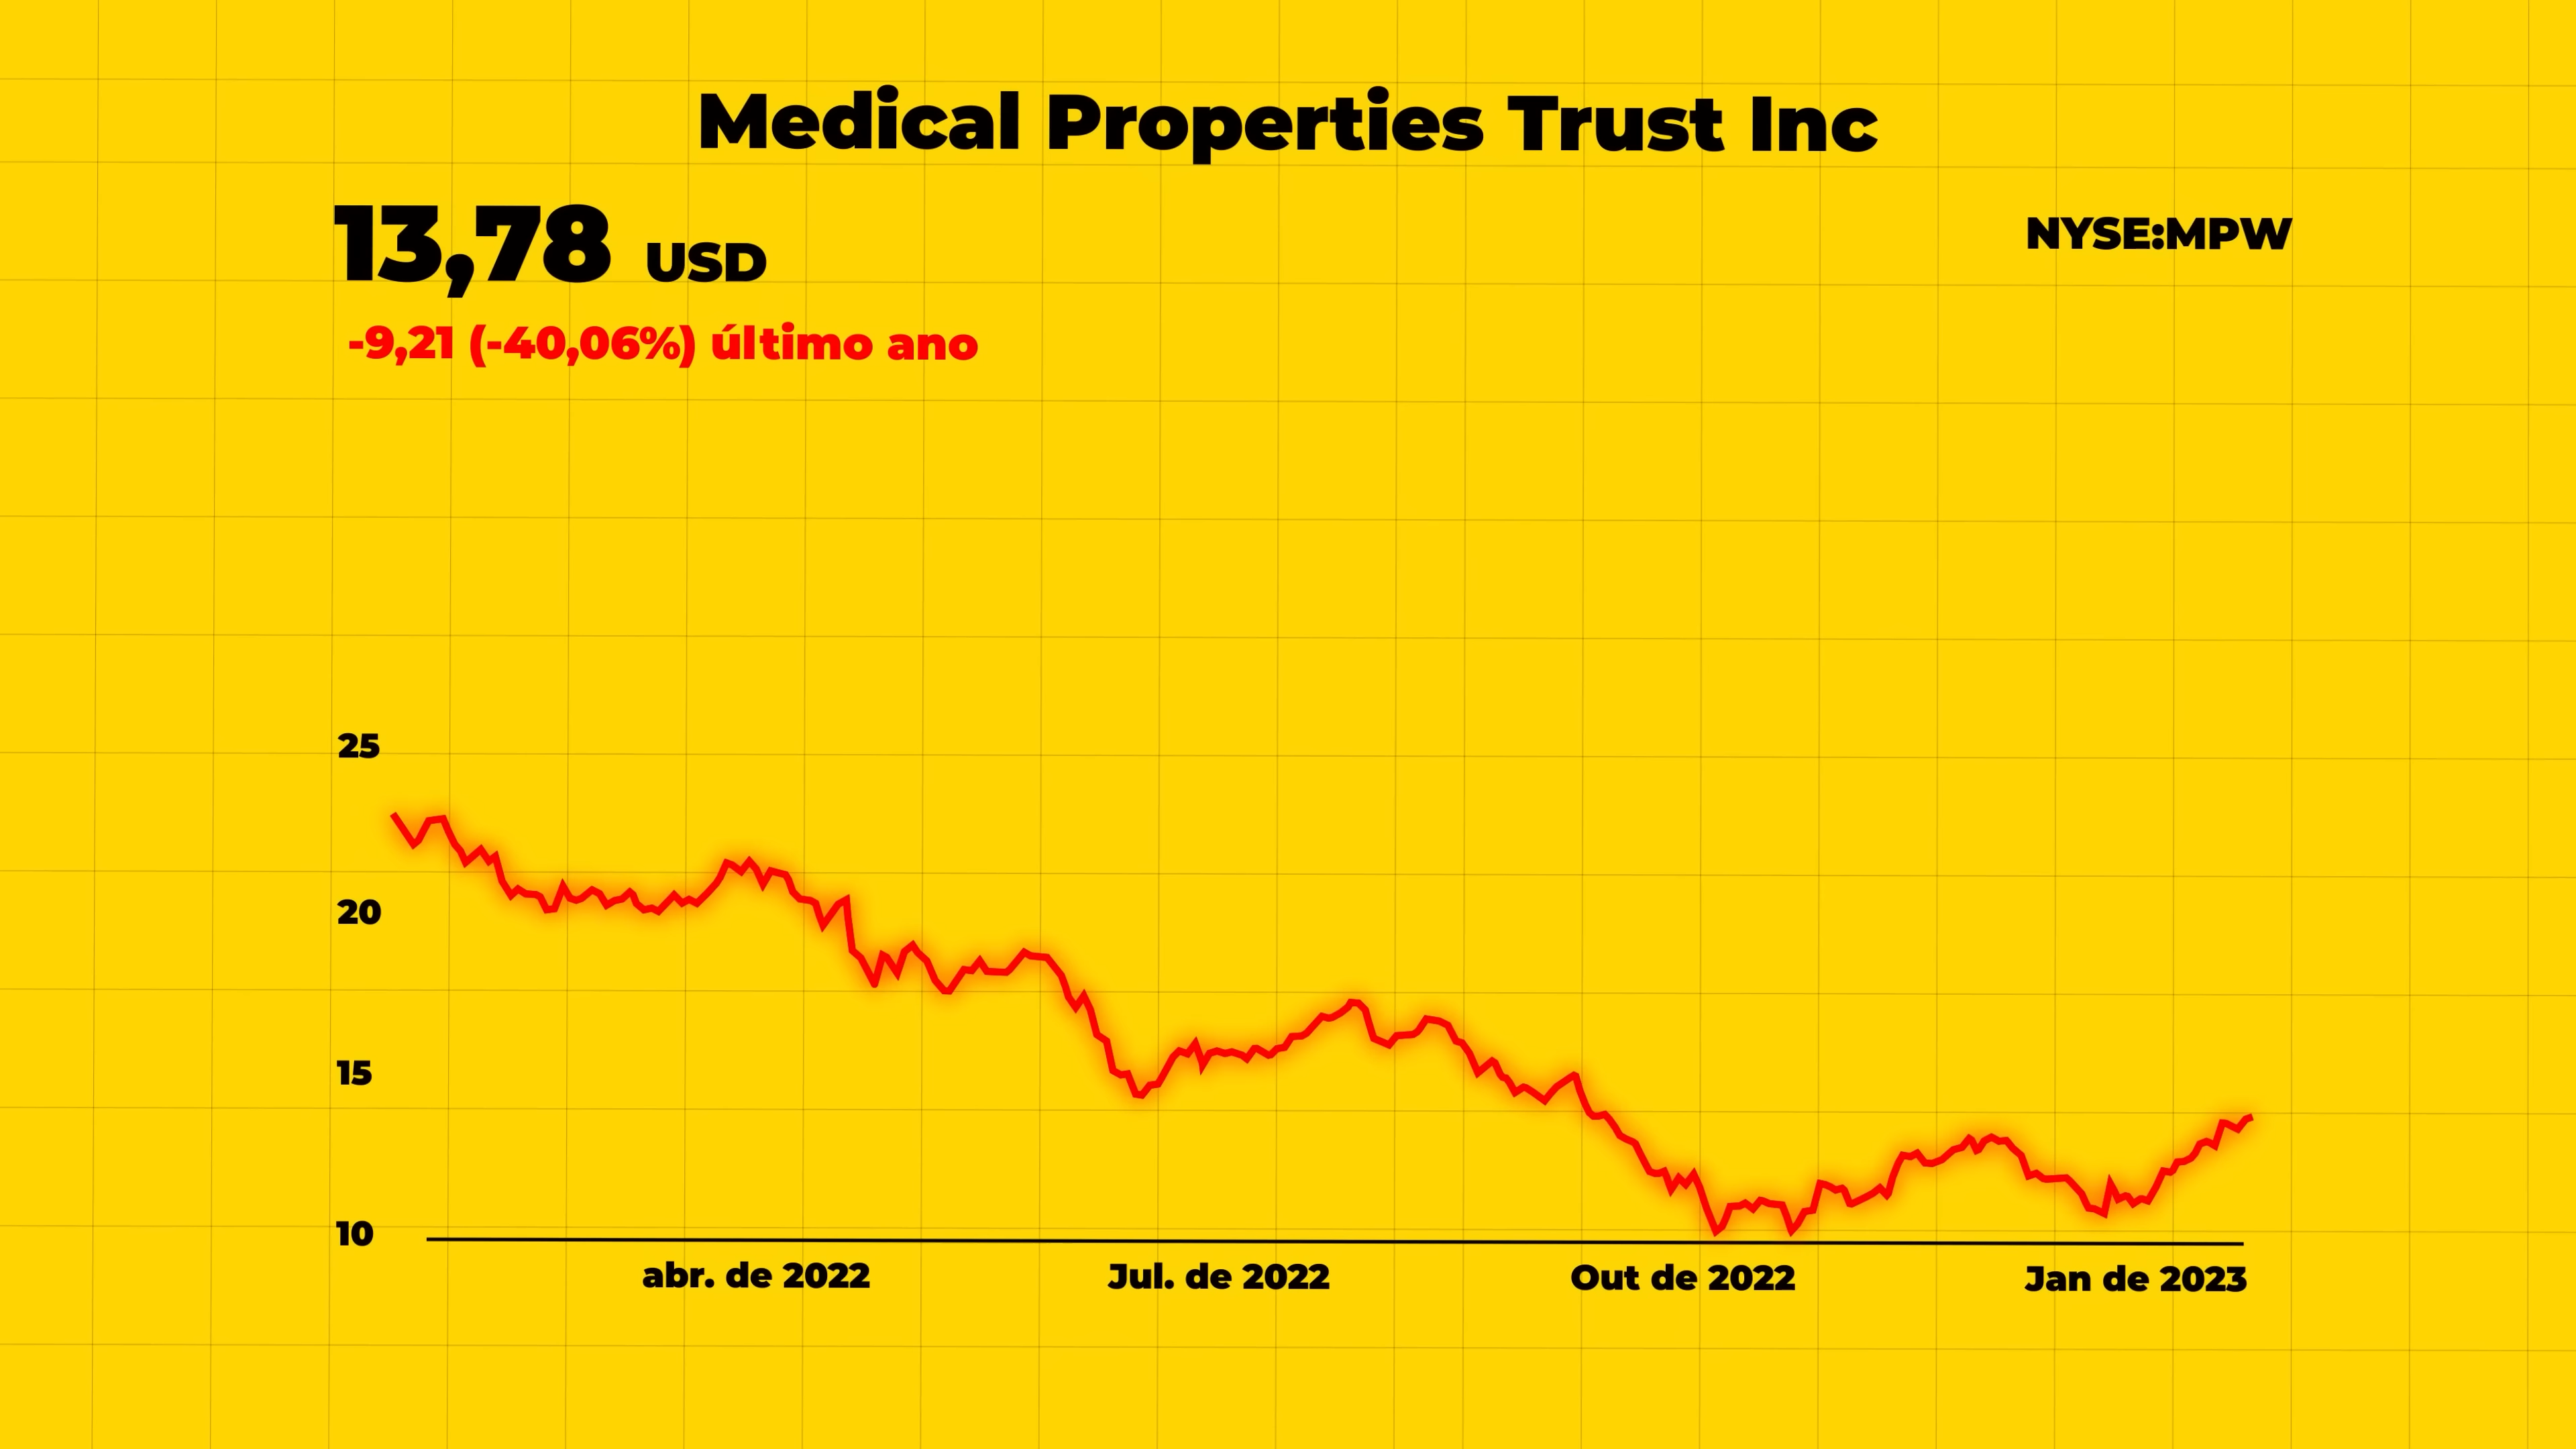 Medical Properties Trust Inc
13,78 USD
NYSE:MPW
-9,21 (-40,06%) último ano
25
20
15
10
abr. de 2022
Jul. de 2022
Out de 2022
Jan de 2023